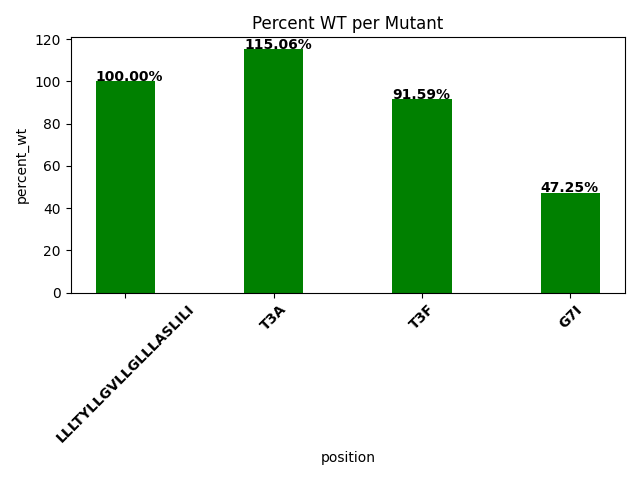 Percent WT per Mutant
percent_wt
120
100
80
60
40
20
0
100.00%
115.06%
91.59%
47.25%
LLLTYLLGVLLGLLLASLILI
T3A
T3F
G7I
position